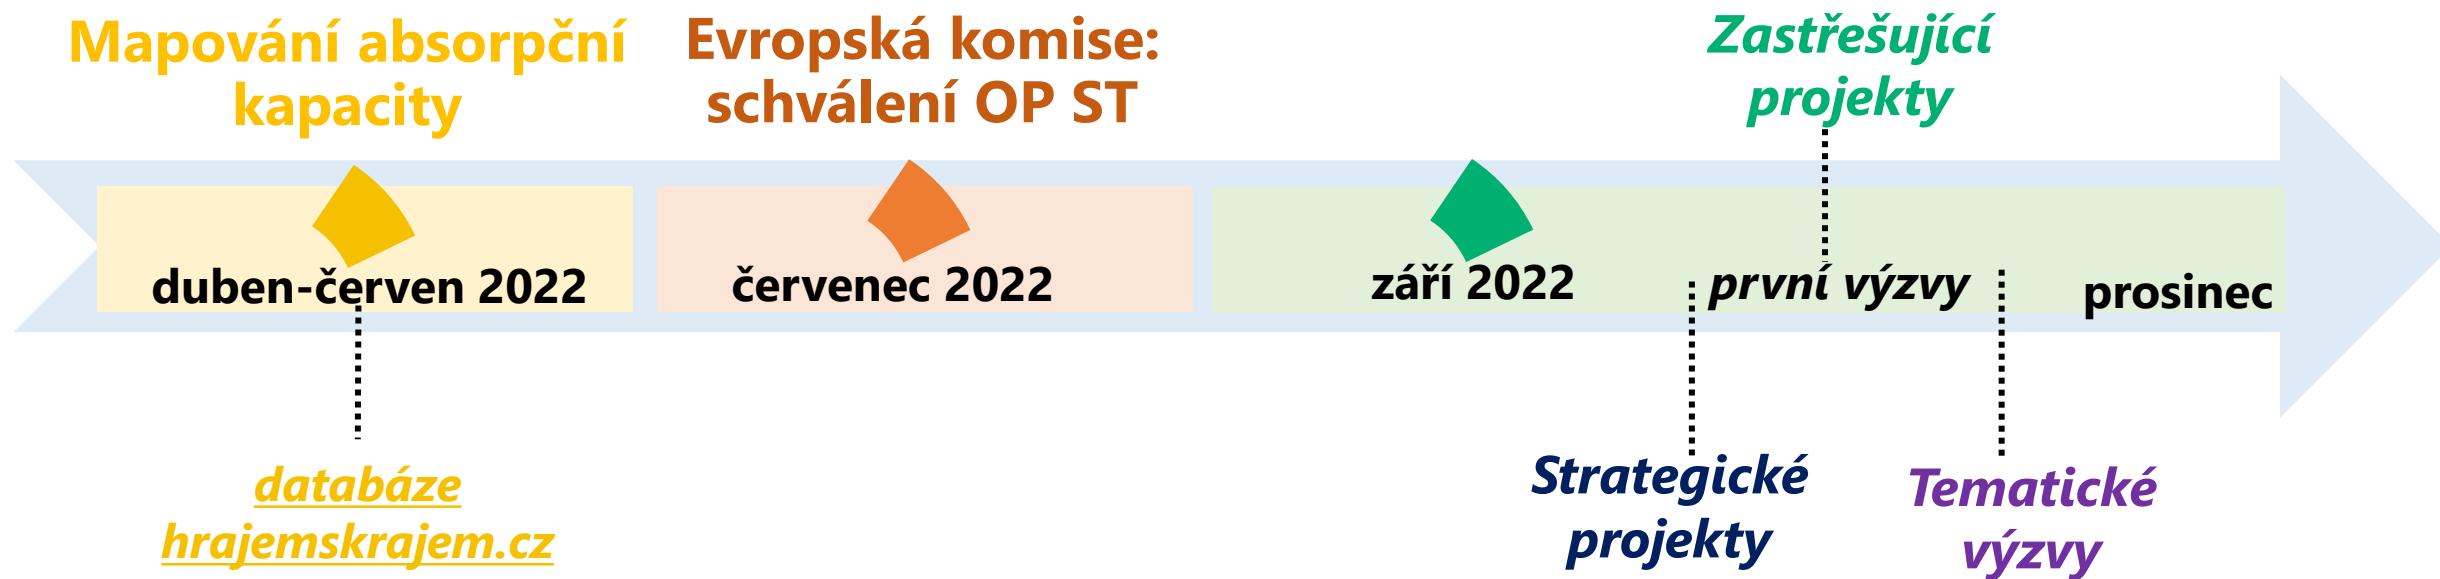 Mapování absorpční
kapacity
Evropská komise:
schválení OP ST
Zastřešující
projekty
duben-červen 2022
červenec 2022
září 2022
první výzvy
prosinec
databáze
hrajemskrajem.cz
Strategické
projekty
Tematické
výzvy